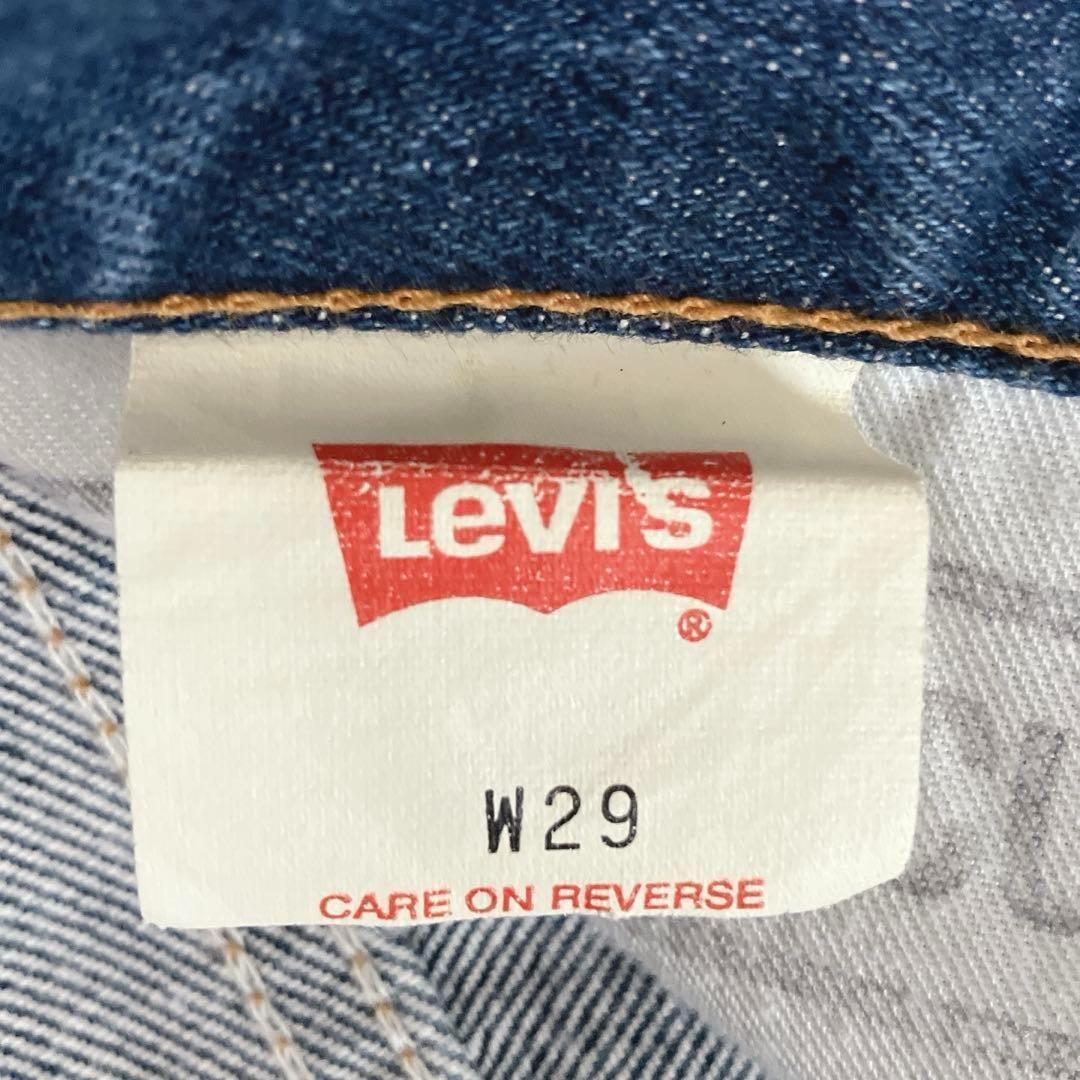 LEVI'S
®
W29
CARE ON REVERSE